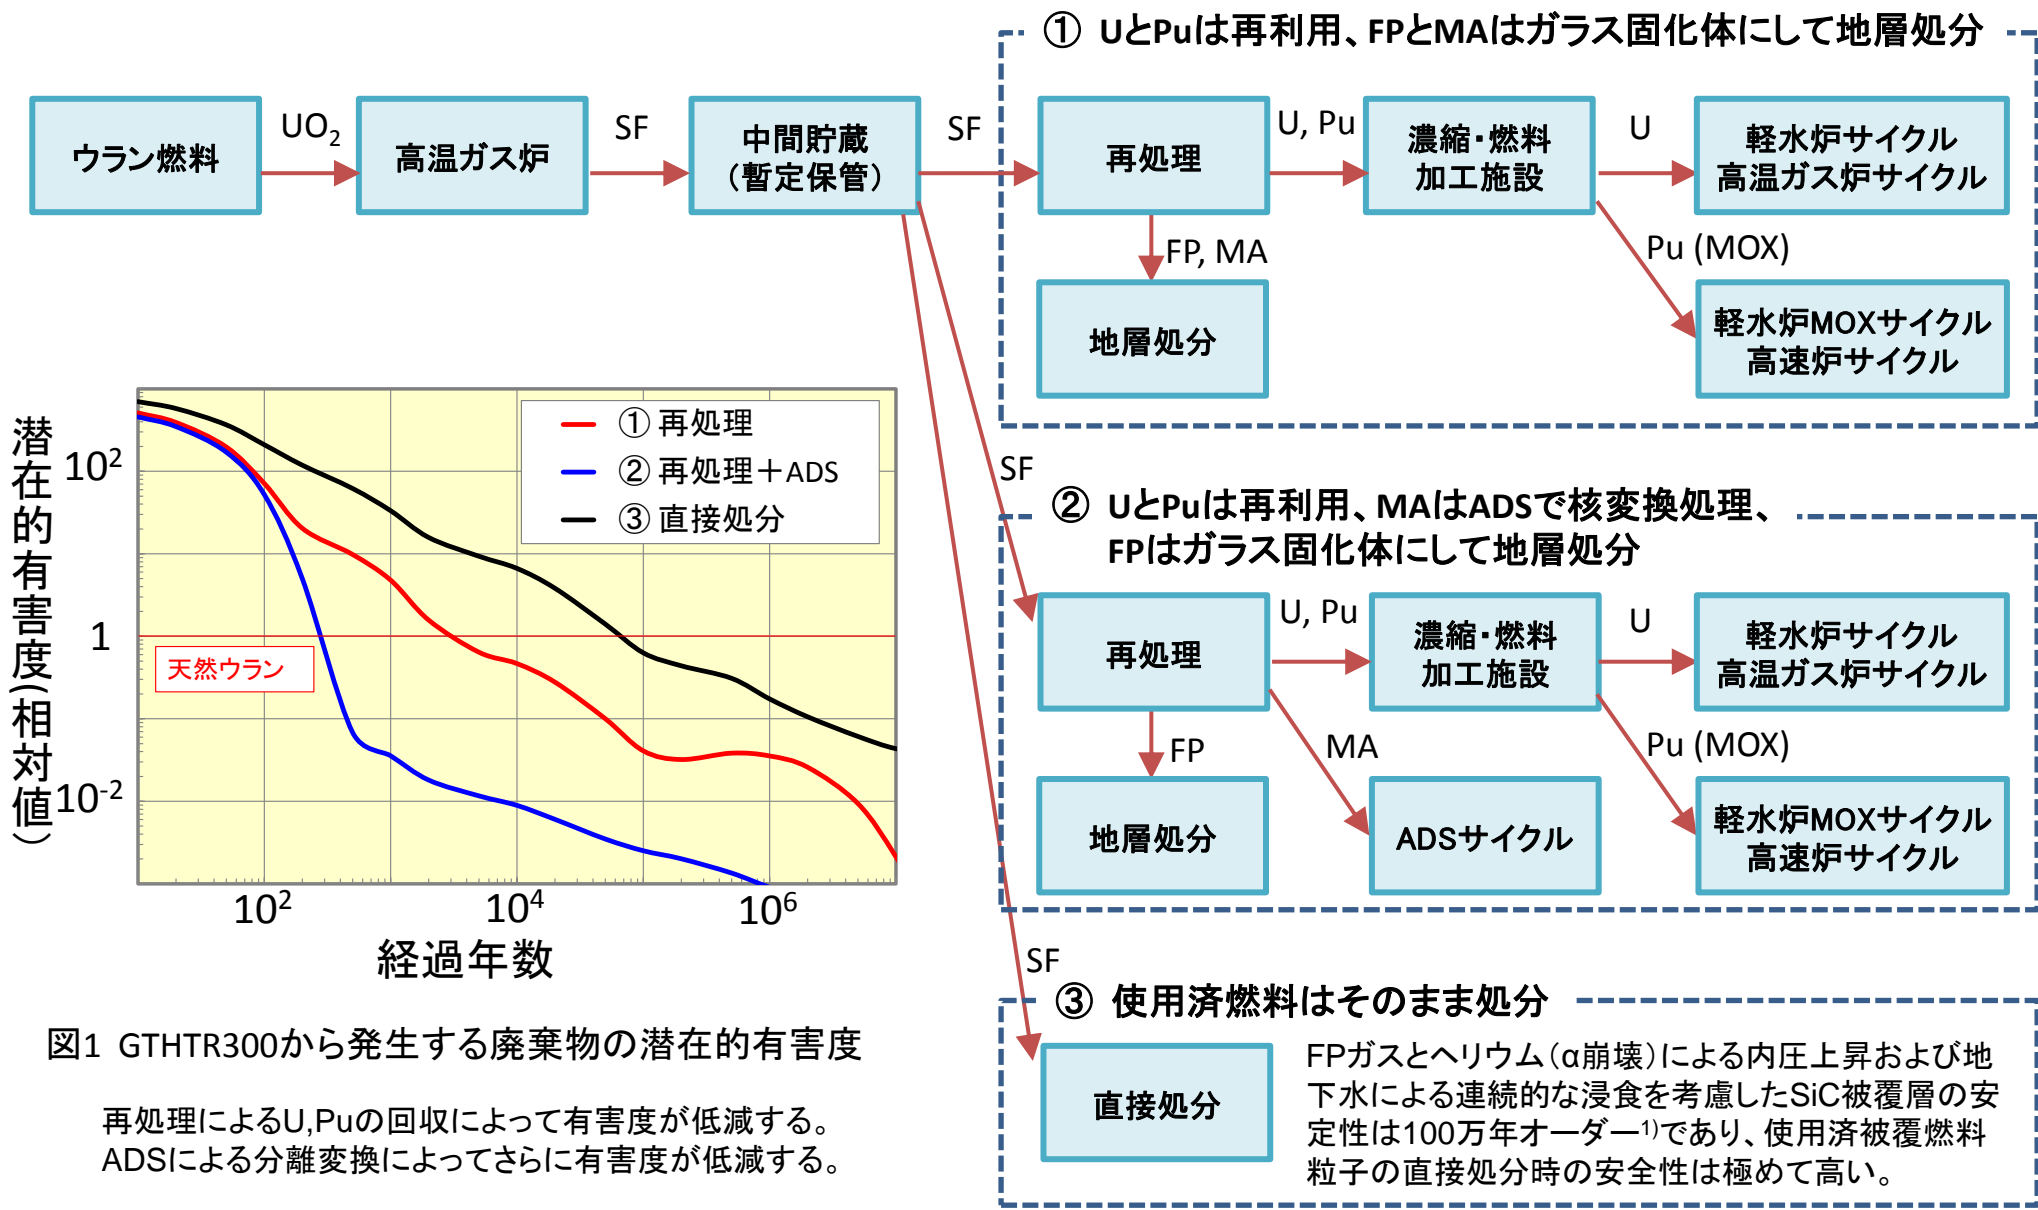 ① UとPuは再利用、FPとMAはガラス固化体にして地層処分
ウラン燃料
UO2
高温ガス炉
SF
中間貯蔵
（暫定保管）
SF
再処理
U, Pu
濃縮・燃料
加工施設
U
軽水炉サイクル
高温ガス炉サイクル
FP, MA
Pu (MOX)
地層処分
軽水炉MOXサイクル
高速炉サイクル
潜在的有害度(相対値）
10²
1
10⁻²
① 再処理
② 再処理＋ADS
③ 直接処分
天然ウラン
10²
10⁴
10⁶
経過年数
図1 GTHTR300から発生する廃棄物の潜在的有害度
再処理によるU,Puの回収によって有害度が低減する。
ADSによる分離変換によってさらに有害度が低減する。
SF
② UとPuは再利用、MAはADSで核変換処理、
FPはガラス固化体にして地層処分
再処理
U, Pu
濃縮・燃料
加工施設
U
軽水炉サイクル
高温ガス炉サイクル
FP
MA
Pu (MOX)
地層処分
ADSサイクル
軽水炉MOXサイクル
高速炉サイクル
SF
③ 使用済燃料はそのまま処分
直接処分
FPガスとヘリウム（α崩壊）による内圧上昇および地
下水による連続的な浸食を考慮したSiC被覆層の安
定性は100万年オーダー¹⁾であり、使用済被覆燃料
粒子の直接処分時の安全性は極めて高い。